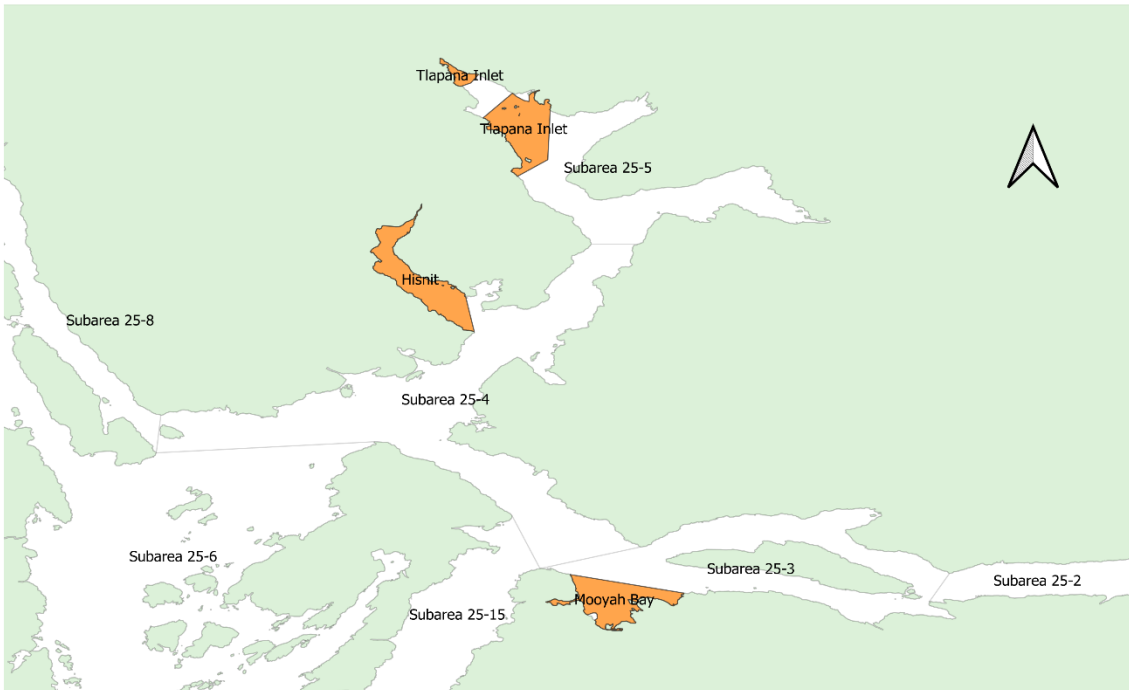 Tlapana Inlet
Tlapana Inlet
Subarea 25-5
Hisnit
Subarea 25-8
Subarea 25-4
Subarea 25-6
Subarea 25-3
Subarea 25-2
Mooyah Bay
Subarea 25-15